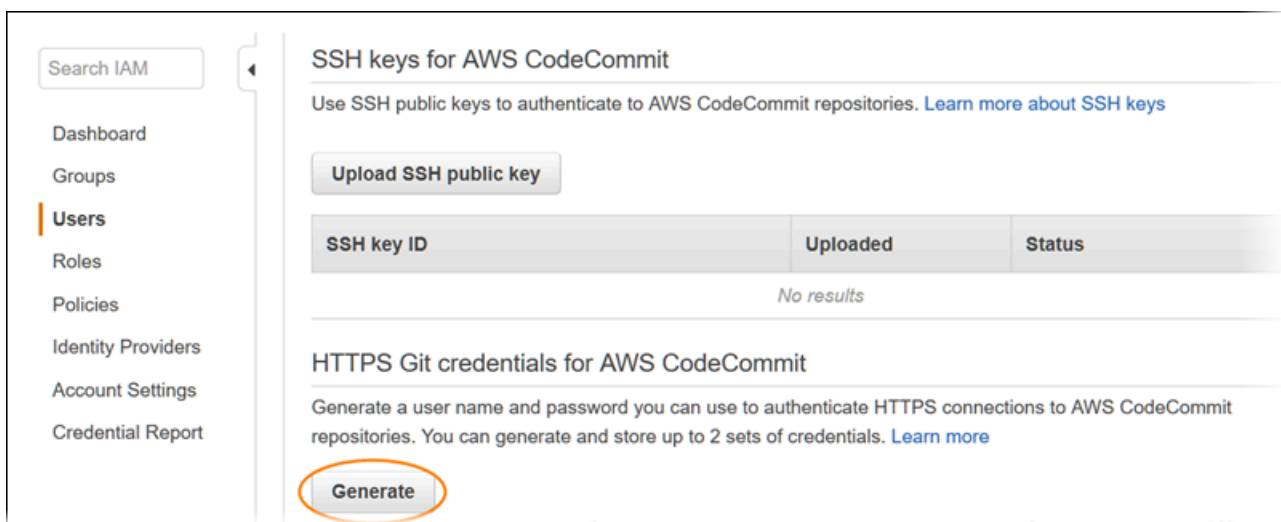 Search IAM
Dashboard
Groups
Users
Roles
Policies
Identity Providers
Account Settings
Credential Report
SSH keys for AWS CodeCommit
Use SSH public keys to authenticate to AWS CodeCommit repositories. Learn more about SSH keys
Upload SSH public key
SSH key ID Uploaded Status
No results
HTTPS Git credentials for AWS CodeCommit
Generate a user name and password you can use to authenticate HTTPS connections to AWS CodeCommit
repositories. You can generate and store up to 2 sets of credentials. Learn more
Generate